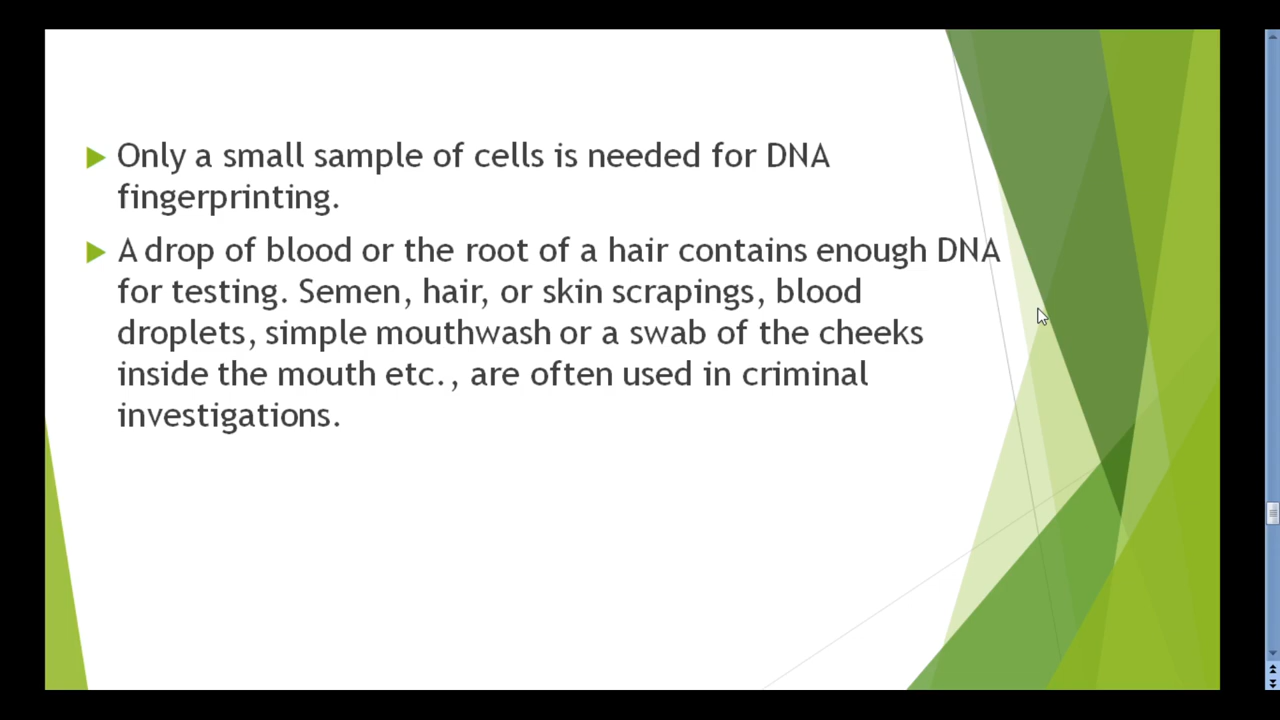 Only a small sample of cells is needed for DNA
fingerprinting.
A drop of blood or the root of a hair contains enough DNA
for testing. Semen, hair, or skin scrapings, blood
droplets, simple mouthwash or a swab of the cheeks
inside the mouth etc., are often used in criminal
investigations.